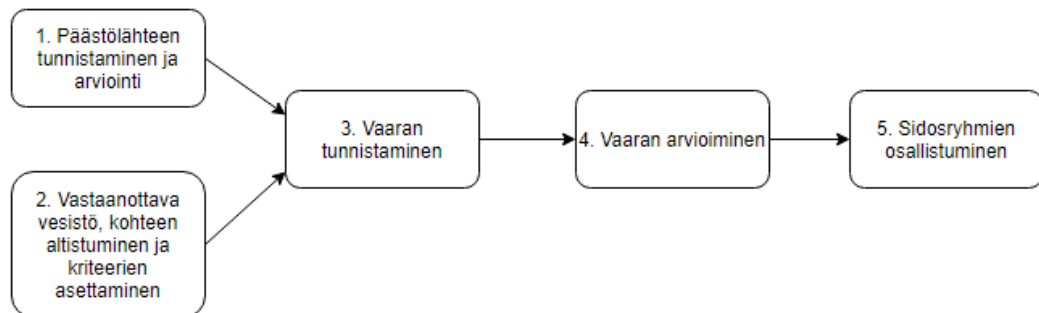 1. Päästölähteen
tunnistaminen ja
arviointi
2. Vastaanottava
vesistö, kohteen
altistuminen ja
kriteerien
asettaminen
3. Vaaran
tunnistaminen
4. Vaaran arvioiminen
5. Sidosryhmien
osallistuminen